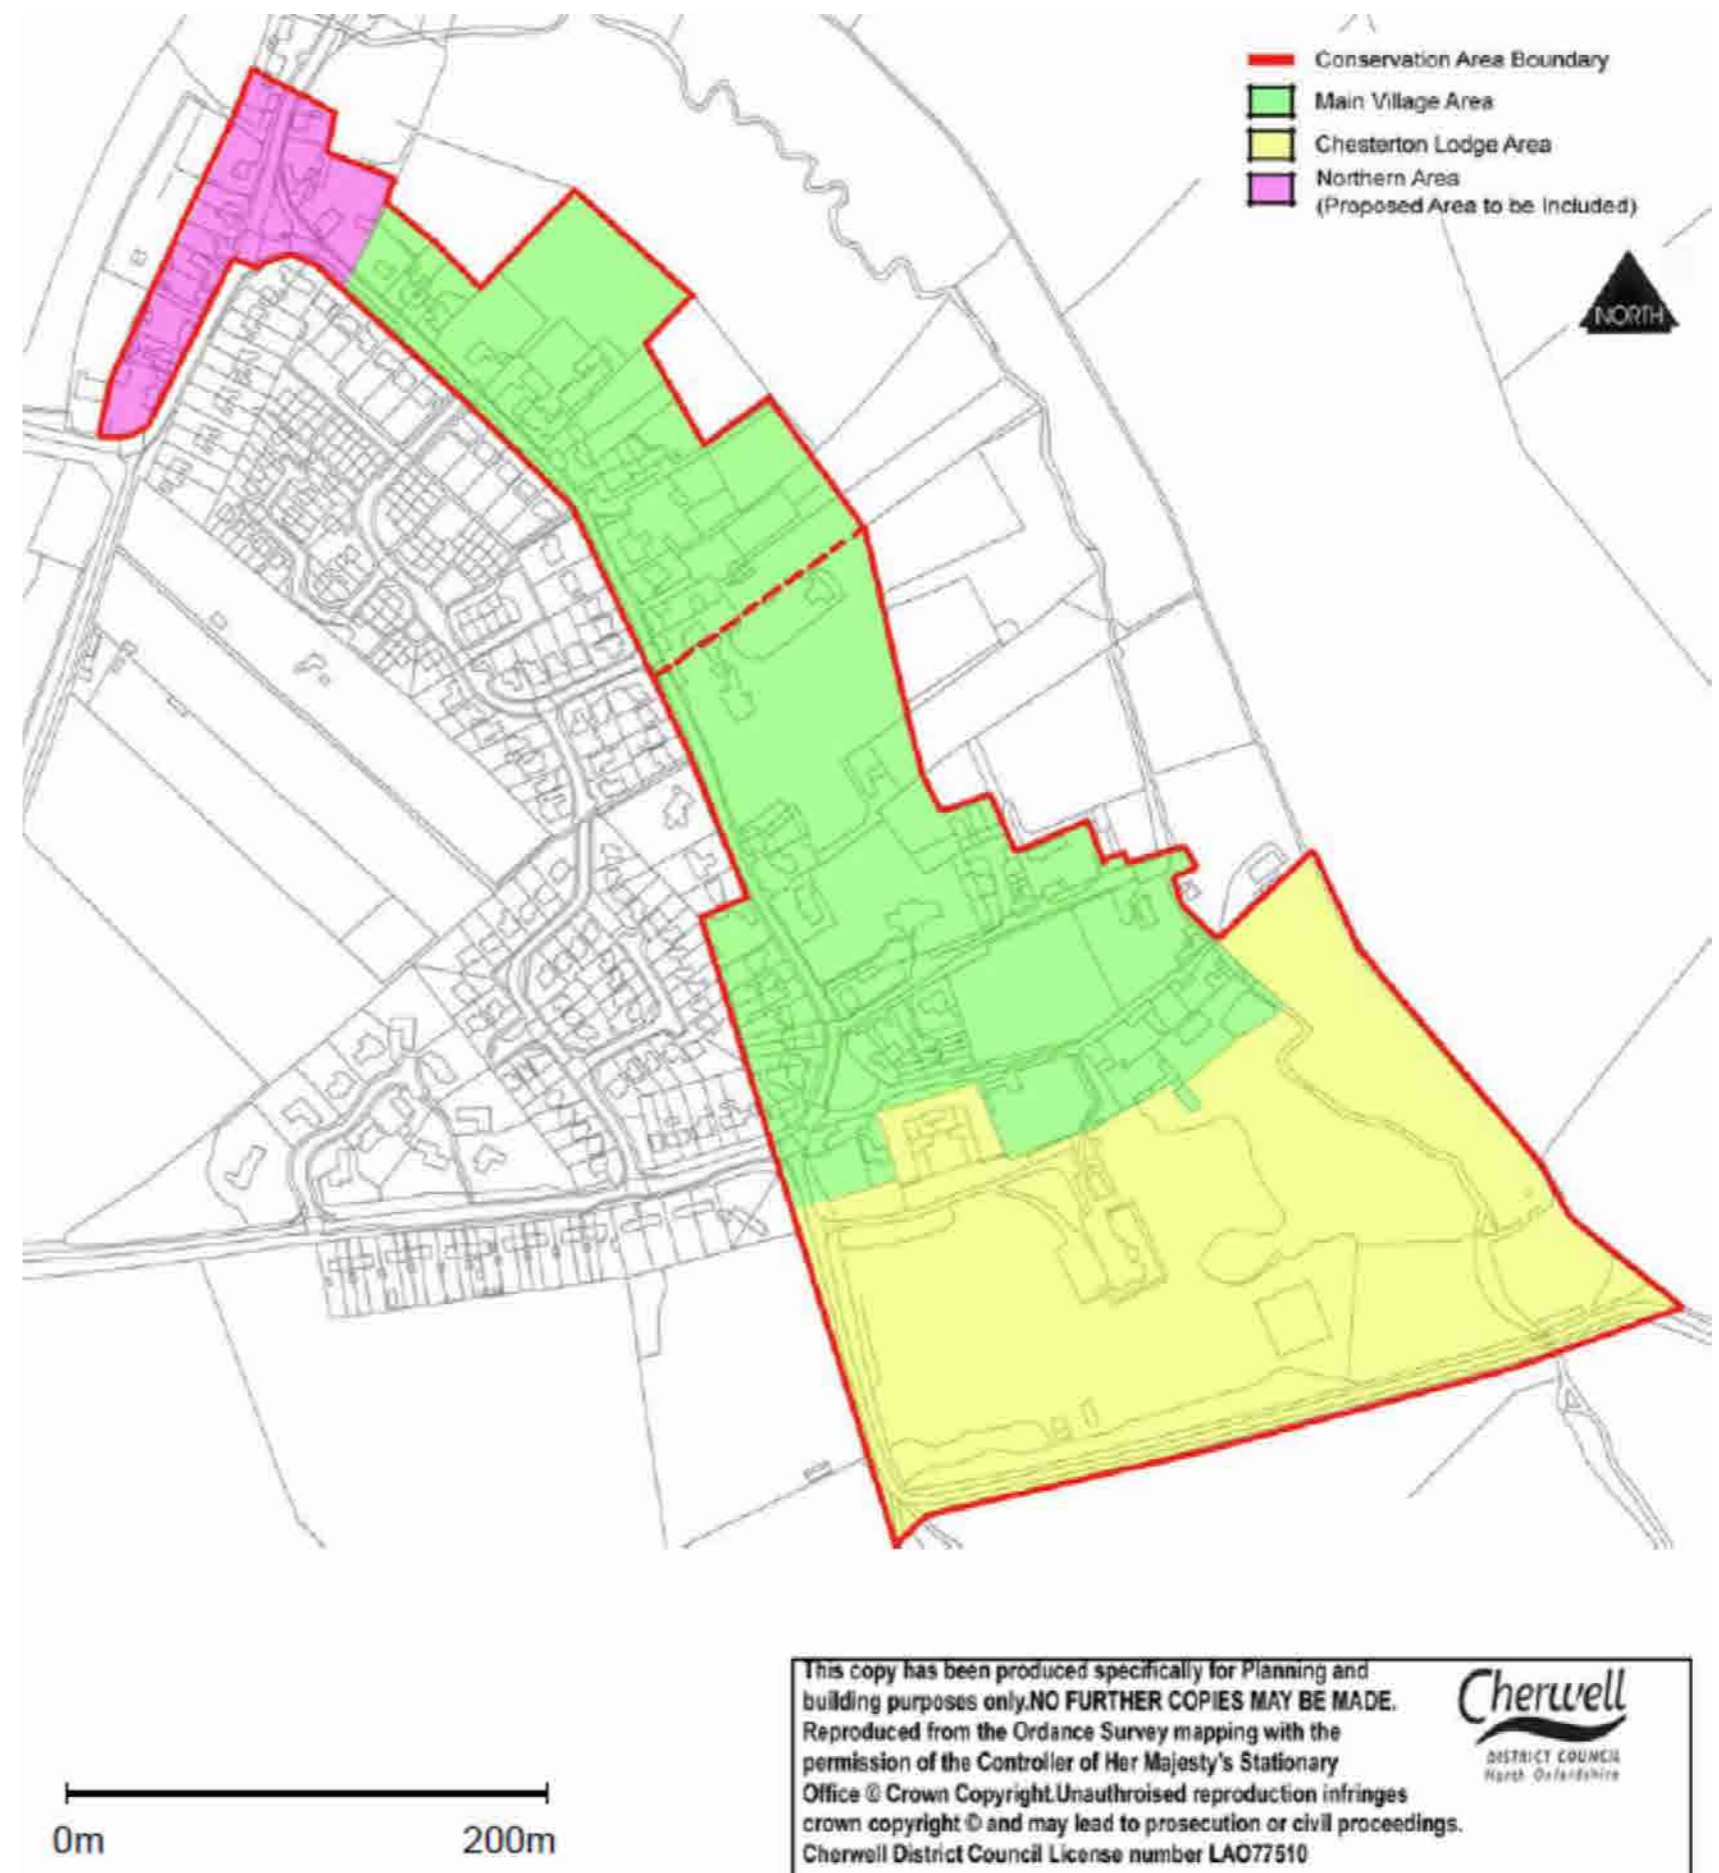 Conservation Area Boundary
Main Village Area
Chesterton Lodge Area
Northern Area
(Proposed Area to be Included)
NORTH
0m
200m
This copy has been produced specifically for Planning and
building purposes only.NO FURTHER COPIES MAY BE MADE.
Reproduced from the Ordance Survey mapping with the
permission of the Controller of Her Majesty's Stationary
Office © Crown Copyright.Unauthroised reproduction infringes
crown copyright © and may lead to prosecution or civil proceedings.
Cherwell District Council License number LAO77510
Cherwell
DISTRICT COUNCIL
North Oxfordshire